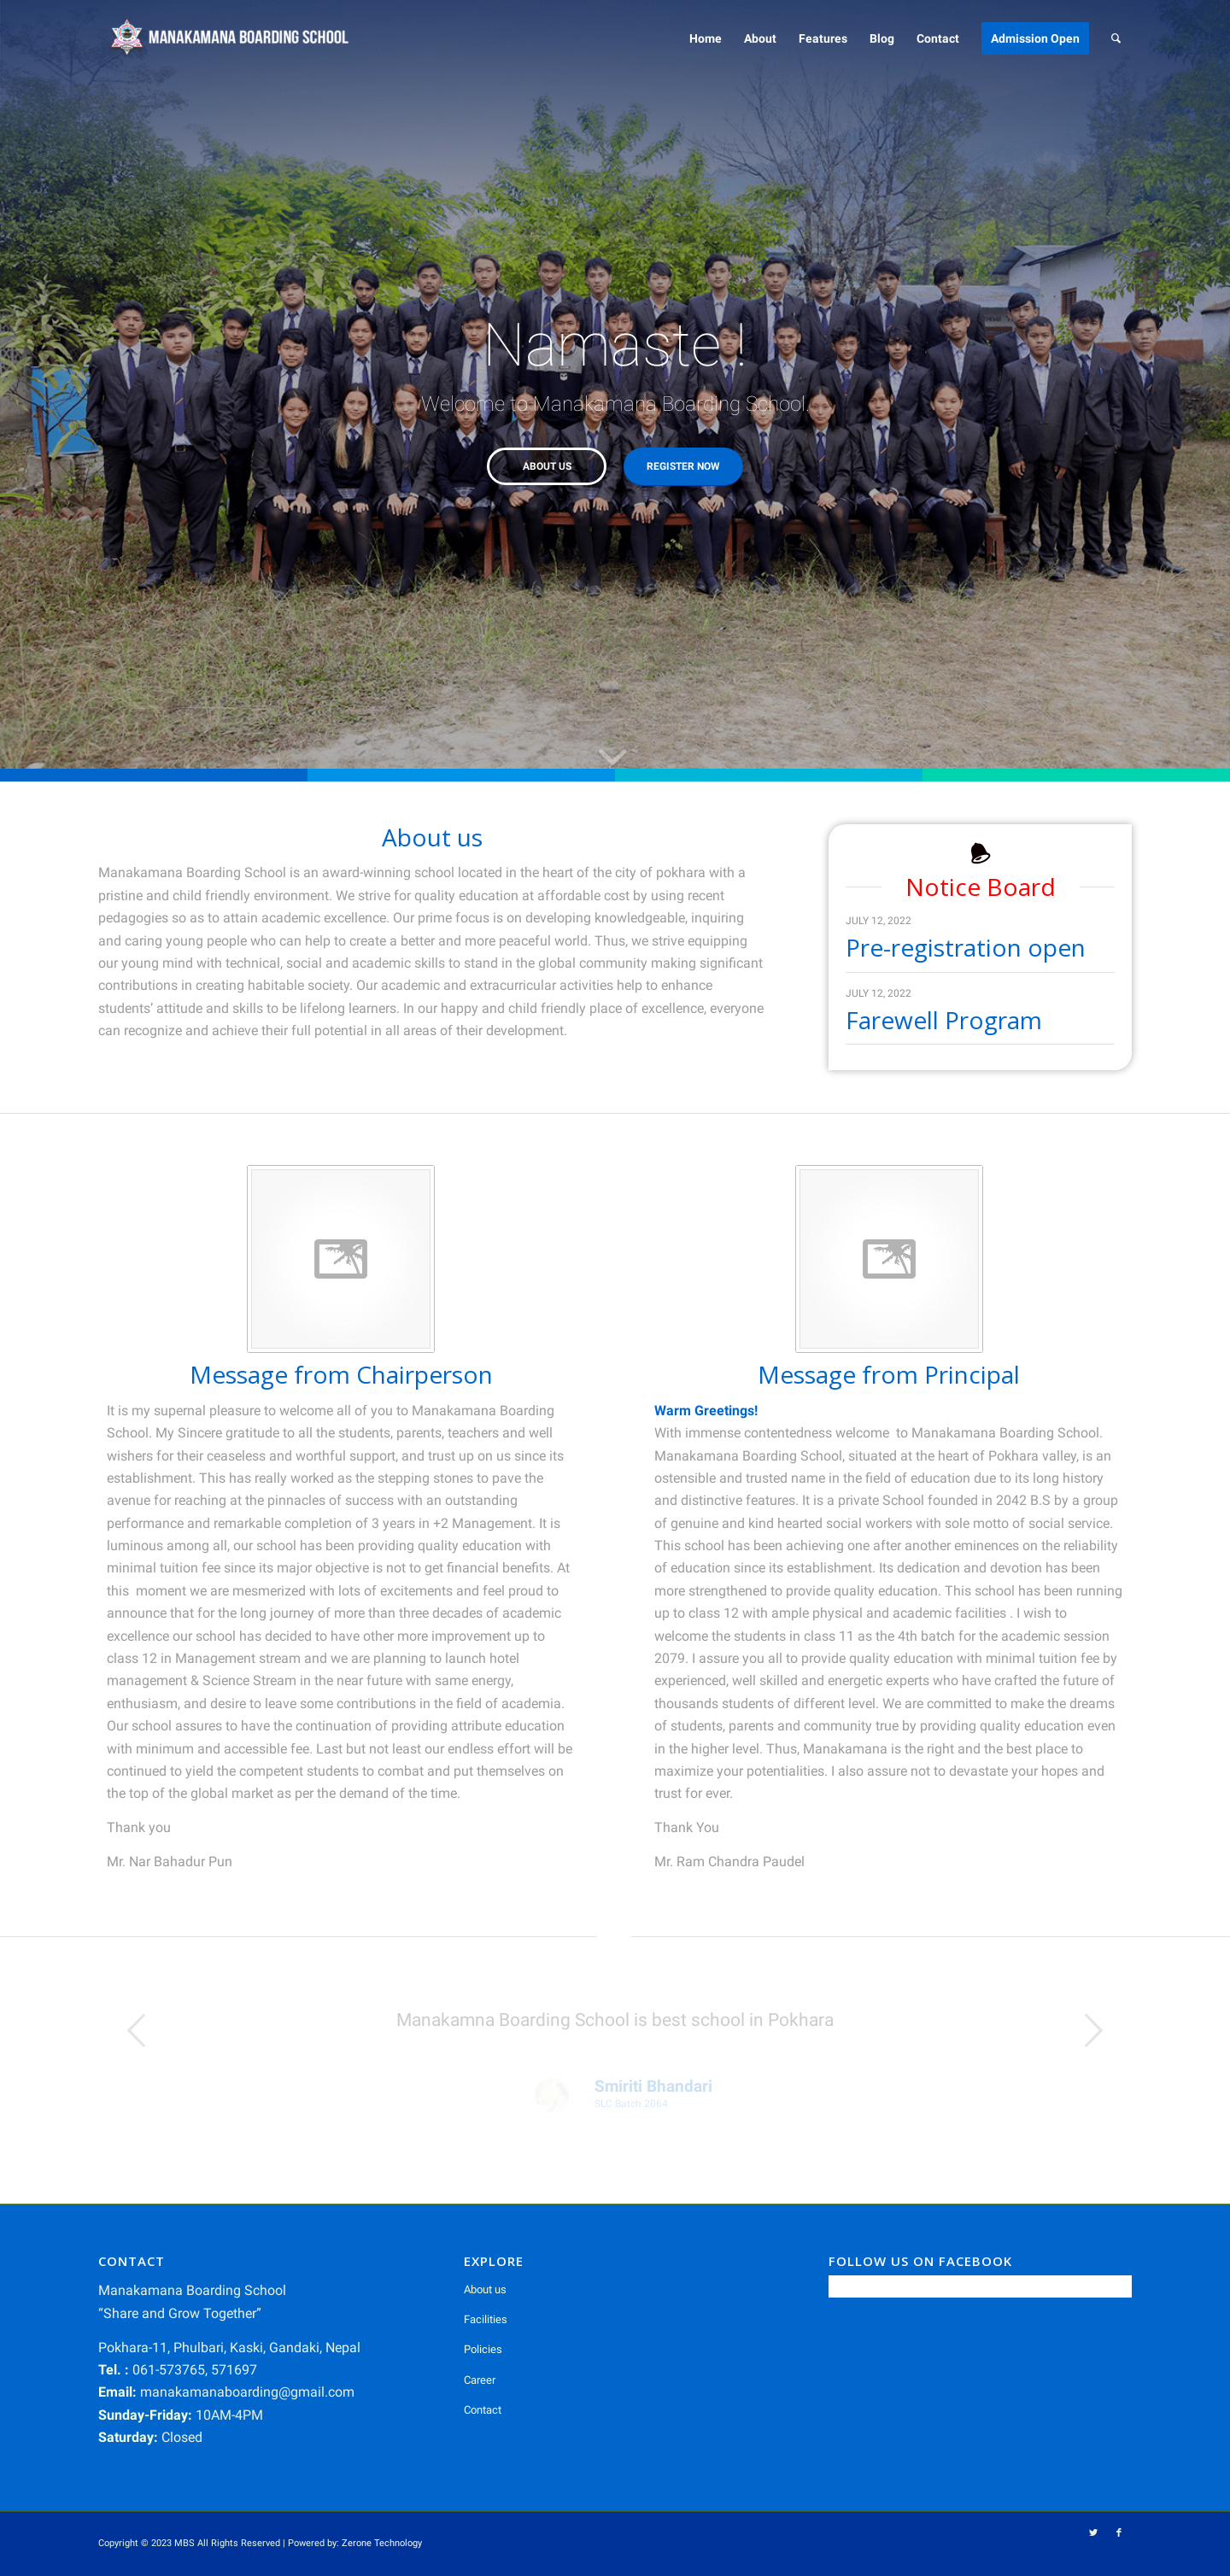 MANAKAMANA BOARDING SCHOOL
Home About Features Blog Contact Admission Open
Namaste !
Welcome to Manakamana Boarding School.
ABOUT US REGISTER NOW
About us
Manakamana Boarding School is an award-winning school located in the heart of the city of pokhara with a
pristine and child friendly environment. We strive for quality education at affordable cost by using recent
pedagogies so as to attain academic excellence. Our prime focus is on developing knowledgeable, inquiring
and caring young people who can help to create a better and more peaceful world. Thus, we strive equipping
our young mind with technical, social and academic skills to stand in the global community making significant
contributions in creating habitable society. Our academic and extracurricular activities help to enhance
students’ attitude and skills to be lifelong learners. In our happy and child friendly place of excellence, everyone
can recognize and achieve their full potential in all areas of their development.
Notice Board
JULY 12, 2022
Pre-registration open
JULY 12, 2022
Farewell Program
Message from Chairperson
It is my supernal pleasure to welcome all of you to Manakamana Boarding
School. My Sincere gratitude to all the students, parents, teachers and well
wishers for their ceaseless and worthful support, and trust up on us since its
establishment. This has really worked as the stepping stones to pave the
avenue for reaching at the pinnacles of success with an outstanding
performance and remarkable completion of 3 years in +2 Management. It is
luminous among all, our school has been providing quality education with
minimal tuition fee since its major objective is not to get financial benefits. At
this  moment we are mesmerized with lots of excitements and feel proud to
announce that for the long journey of more than three decades of academic
excellence our school has decided to have other more improvement up to
class 12 in Management stream and we are planning to launch hotel
management & Science Stream in the near future with same energy,
enthusiasm, and desire to leave some contributions in the field of academia.
Our school assures to have the continuation of providing attribute education
with minimum and accessible fee. Last but not least our endless effort will be
continued to yield the competent students to combat and put themselves on
the top of the global market as per the demand of the time.
Thank you
Mr. Nar Bahadur Pun
Message from Principal
Warm Greetings!
With immense contentedness welcome  to Manakamana Boarding School.
Manakamana Boarding School, situated at the heart of Pokhara valley, is an
ostensible and trusted name in the field of education due to its long history
and distinctive features. It is a private School founded in 2042 B.S by a group
of genuine and kind hearted social workers with sole motto of social service.
This school has been achieving one after another eminences on the reliability
of education since its establishment. Its dedication and devotion has been
more strengthened to provide quality education. This school has been running
up to class 12 with ample physical and academic facilities . I wish to
welcome the students in class 11 as the 4th batch for the academic session
2079. I assure you all to provide quality education with minimal tuition fee by
experienced, well skilled and energetic experts who have crafted the future of
thousands students of different level. We are committed to make the dreams
of students, parents and community true by providing quality education even
in the higher level. Thus, Manakamana is the right and the best place to
maximize your potentialities. I also assure not to devastate your hopes and
trust for ever.
Thank You
Mr. Ram Chandra Paudel
Manakamna Boarding School is best school in Pokhara
Smiriti Bhandari
SLC Batch 2064
CONTACT
Manakamana Boarding School
“Share and Grow Together”
Pokhara-11, Phulbari, Kaski, Gandaki, Nepal
Tel. : 061-573765, 571697
Email: manakamanaboarding@gmail.com
Sunday-Friday: 10AM-4PM
Saturday: Closed
EXPLORE
About us
Facilities
Policies
Career
Contact
FOLLOW US ON FACEBOOK
Copyright © 2023 MBS All Rights Reserved | Powered by: Zerone Technology